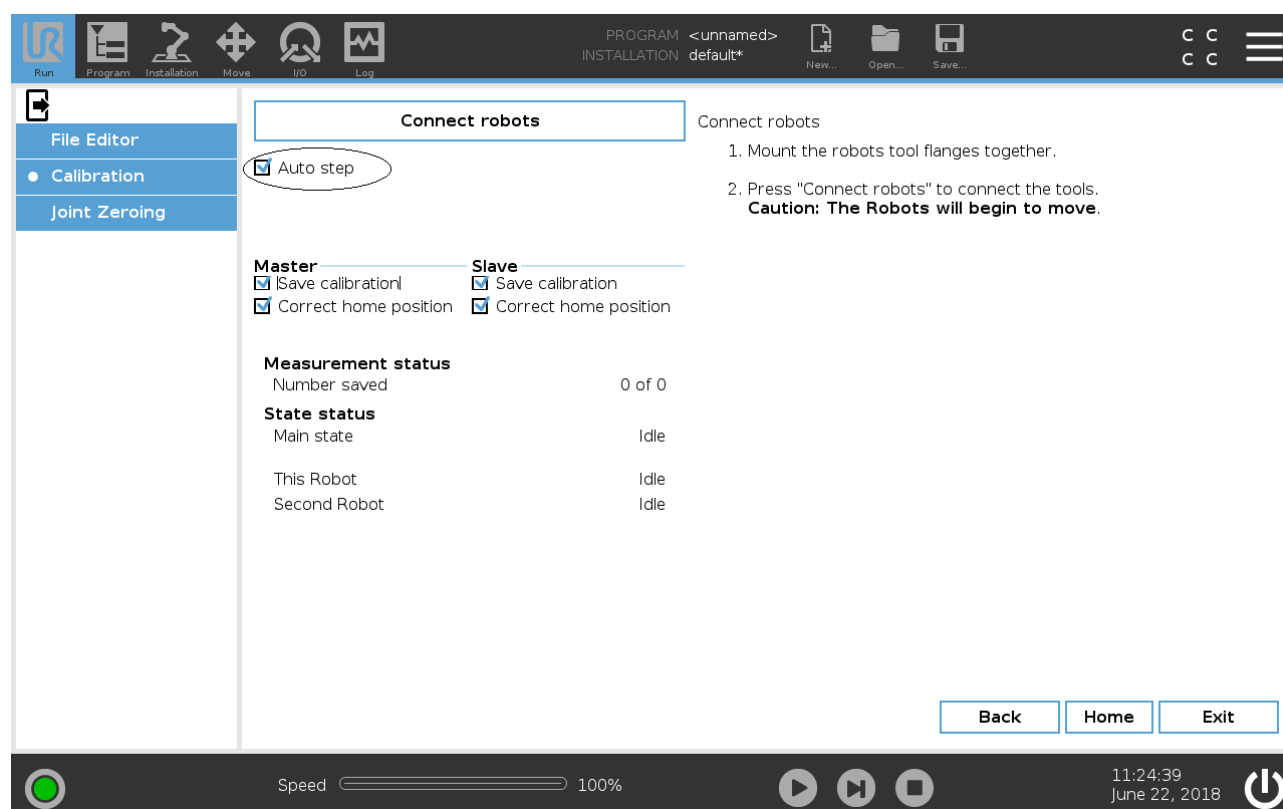 UR
Run
Program
Installation
Move
I/O
Log
PROGRAM <unnamed>
INSTALLATION default*
New...
Open...
Save...
C C
C C
File Editor
Calibration
Joint Zeroing
Connect robots
Auto step
Master
Save calibration
Correct home position
Slave
Save calibration
Correct home position
Measurement status
Number saved 0 of 0
State status
Main state Idle
This Robot Idle
Second Robot Idle
Connect robots
1. Mount the robots tool flanges together.
2. Press "Connect robots" to connect the tools.
Caution: The Robots will begin to move.
Back
Home
Exit
Speed 100%
11:24:39
June 22, 2018